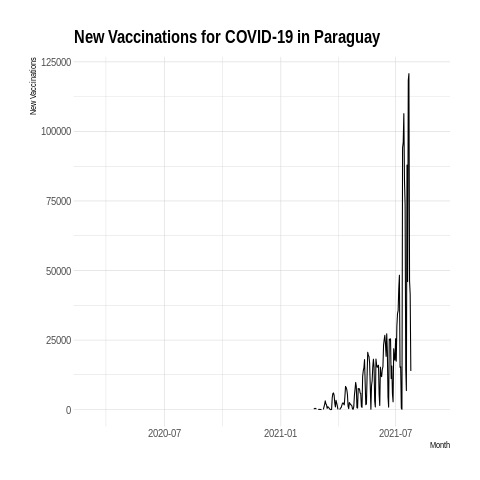 New Vaccinations for COVID-19 in Paraguay
New Vaccinations
125000
100000
75000
50000
25000
0
2020-07 2021-01 2021-07
Month